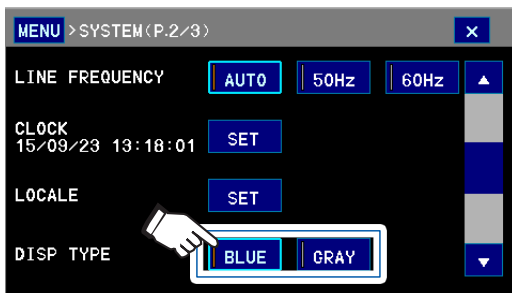 MENU >SYSTEM(P.2/3) ×
LINE FREQUENCY AUTO 50Hz 60Hz ▲
CLOCK
15/09/23 13:18:01 SET
LOCALE SET
DISP TYPE BLUE GRAY ▼